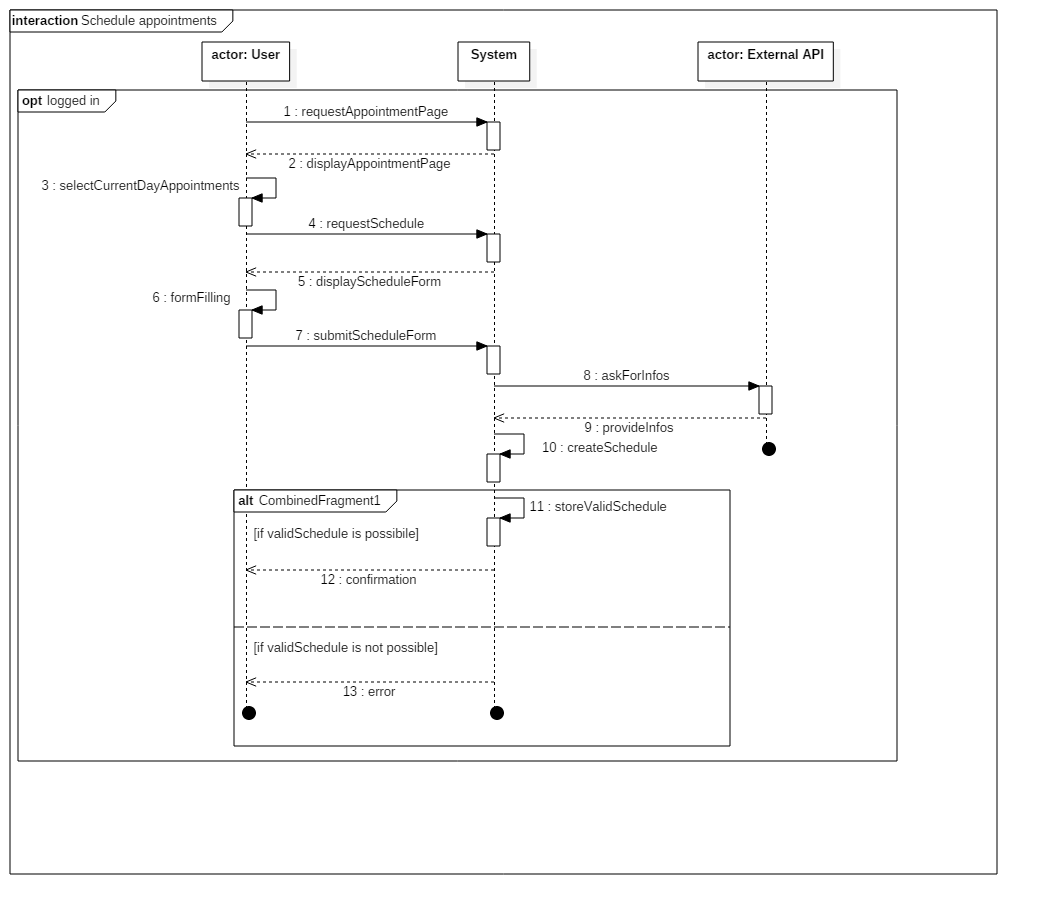 interaction Schedule appointments
actor: User
System
actor: External API
opt logged in
1 : requestAppointmentPage
2 : displayAppointmentPage
3 : selectCurrentDayAppointments
4 : requestSchedule
5 : displayScheduleForm
6 : formFilling
7 : submitScheduleForm
8 : askForInfos
9 : provideInfos
10 : createSchedule
alt CombinedFragment1
11 : storeValidSchedule
[if validSchedule is possibile]
12 : confirmation
[if validSchedule is not possible]
13 : error